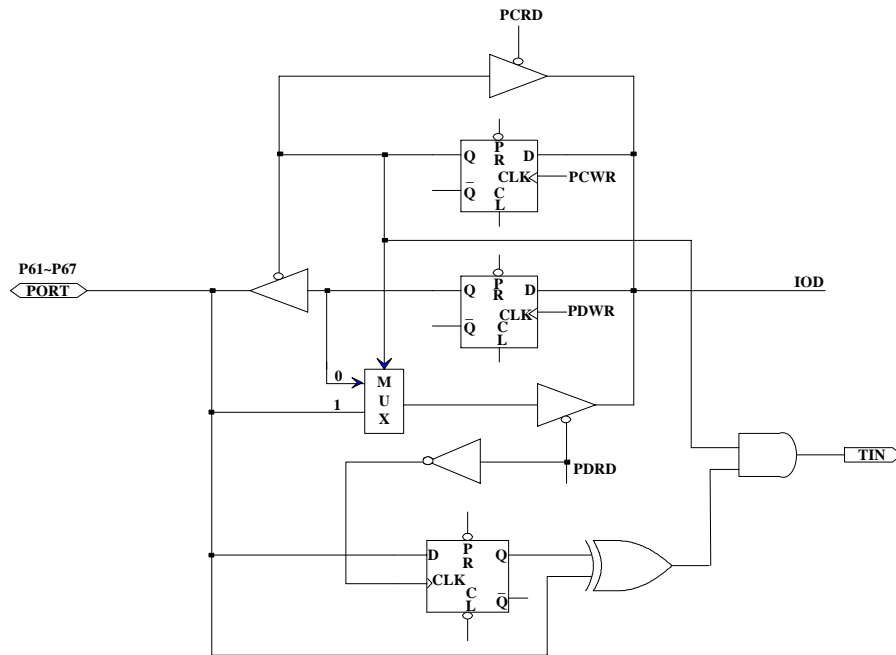 PCRD
Q P R D
CLK
Q̅ C L
PCWR
P61~P67
PORT
IOD
Q P R D
CLK
Q̅ C L
PDWR
0
M U X
1
PDRD
TIN
D P R Q
CLK
C L Q̅